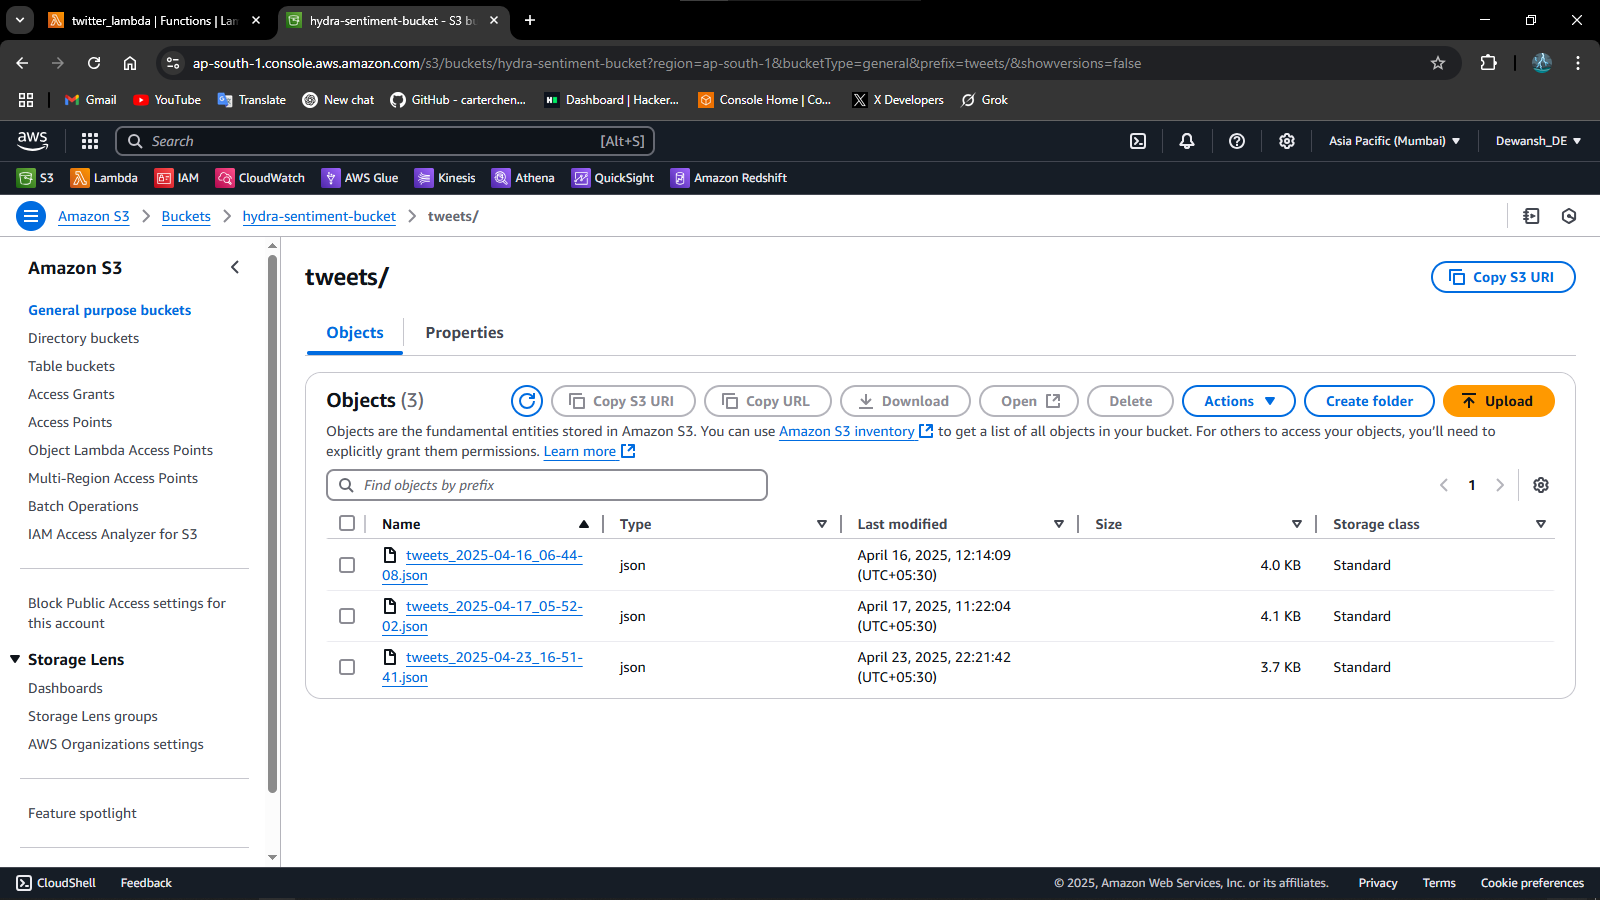 twitter_lambda | Functions | Lam
hydra-sentiment-bucket - S3 bu
ap-south-1.console.aws.amazon.com/s3/buckets/hydra-sentiment-bucket?region=ap-south-1&bucketType=general&prefix=tweets/&showversions=false
Gmail YouTube Translate New chat GitHub - carterchen... Dashboard | Hacker... Console Home | Co... X Developers Grok
aws Search [Alt+S] Asia Pacific (Mumbai) Dewansh_DE
S3 Lambda IAM CloudWatch AWS Glue Kinesis Athena QuickSight Amazon Redshift
Amazon S3 Buckets hydra-sentiment-bucket tweets/
Amazon S3
General purpose buckets
Directory buckets
Table buckets
Access Grants
Access Points
Object Lambda Access Points
Multi-Region Access Points
Batch Operations
IAM Access Analyzer for S3
Block Public Access settings for
this account
Storage Lens
Dashboards
Storage Lens groups
AWS Organizations settings
Feature spotlight
tweets/
Copy S3 URI
Objects Properties
Objects (3) Copy S3 URI Copy URL Download Open Delete Actions Create folder Upload
Objects are the fundamental entities stored in Amazon S3. You can use Amazon S3 inventory to get a list of all objects in your bucket. For others to access your objects, you’ll need to
explicitly grant them permissions. Learn more
Find objects by prefix
1
Name Type Last modified Size Storage class
tweets_2025-04-16_06-44-
08.json
json
April 16, 2025, 12:14:09
(UTC+05:30)
4.0 KB
Standard
tweets_2025-04-17_05-52-
02.json
json
April 17, 2025, 11:22:04
(UTC+05:30)
4.1 KB
Standard
tweets_2025-04-23_16-51-
41.json
json
April 23, 2025, 22:21:42
(UTC+05:30)
3.7 KB
Standard
CloudShell Feedback © 2025, Amazon Web Services, Inc. or its affiliates. Privacy Terms Cookie preferences